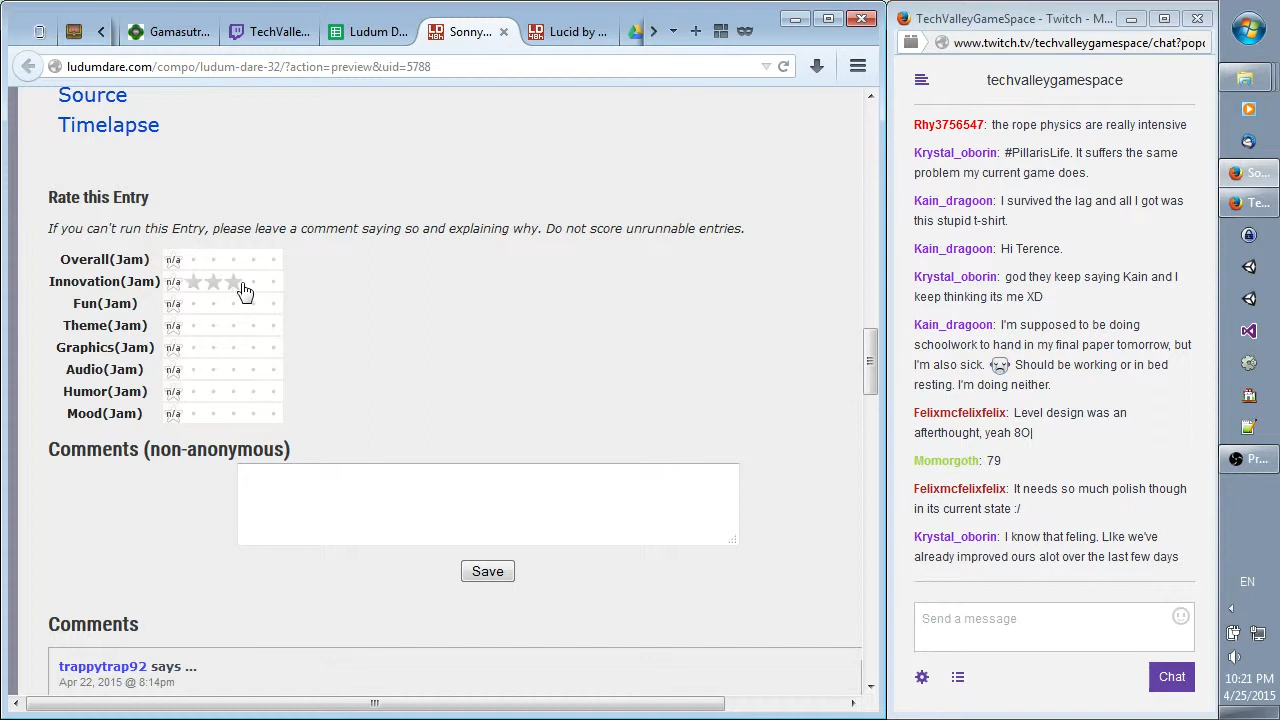 Gamasutr...
TechValle...
Ludum D...
Sonny...
Lucid by ...
ludumdare.com/compo/ludum-dare-32/?action=preview&uid=5788
Source
Timelapse
Rate this Entry
If you can't run this Entry, please leave a comment saying so and explaining why. Do not score unrunnable entries.
Overall(Jam) n/a
Innovation(Jam) n/a
Fun(Jam) n/a
Theme(Jam) n/a
Graphics(Jam) n/a
Audio(Jam) n/a
Humor(Jam) n/a
Mood(Jam) n/a
Comments (non-anonymous)
Save
Comments
trappytrap92 says ...
Apr 22, 2015 @ 8:14pm
TechValleyGameSpace - Twitch - M...
www.twitch.tv/techvalleygamespace/chat?popo
techvalleygamespace
Rhy3756547: the rope physics are really intensive
Krystal_oborin: #PillarisLife. It suffers the same
problem my current game does.
Kain_dragoon: I survived the lag and all I got was
this stupid t-shirt.
Kain_dragoon: Hi Terence.
Krystal_oborin: god they keep saying Kain and I
keep thinking its me XD
Kain_dragoon: I'm supposed to be doing
schoolwork to hand in my final paper tomorrow, but
I'm also sick. Should be working or in bed
resting. I'm doing neither.
Felixmcfelixfelix: Level design was an
afterthought, yeah 8O|
Momorgoth: 79
Felixmcfelixfelix: It needs so much polish though
in its current state :/
Krystal_oborin: I know that feling. LIke we've
already improved ours alot over the last few days
Send a message
Chat
So...
Te...
Pr...
EN
10:21 PM
4/25/2015